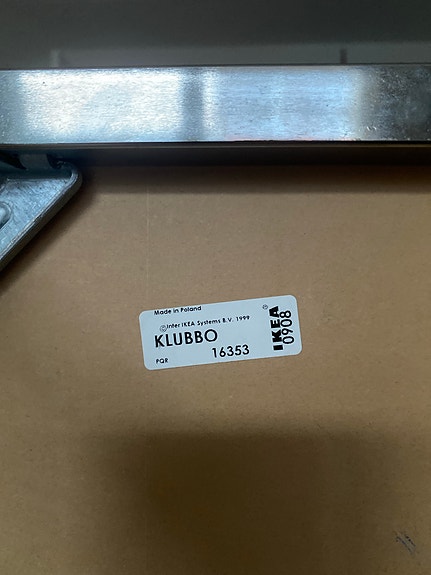 Made in Poland
©Inter IKEA Systems B.V. 1999
KLUBBO
PQR 16353
®
IKEA
0908